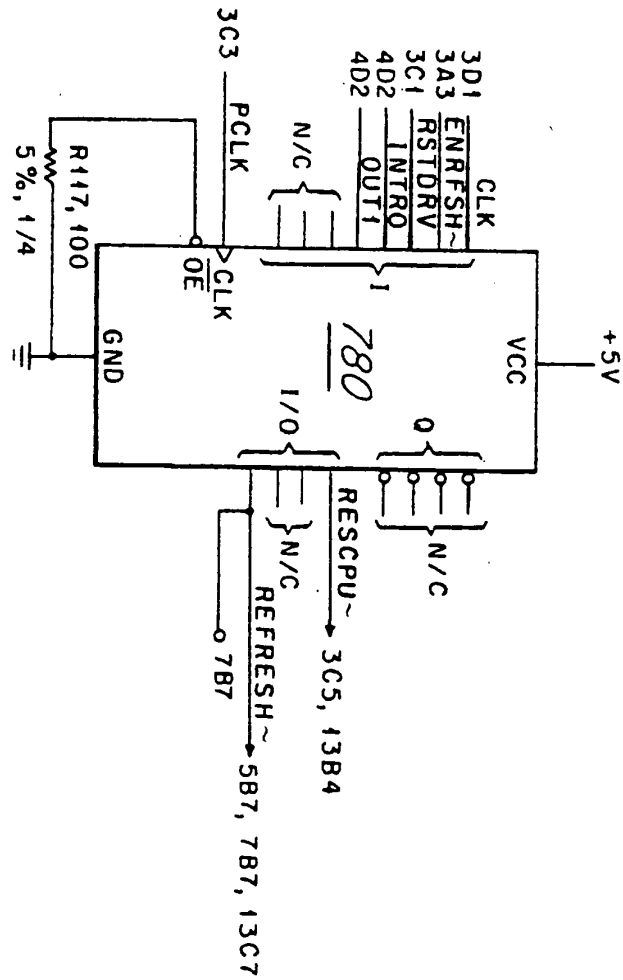 +5V
VCC
3D1 CLK
3A3 ENRFSH~
3C1 RSTDRV
4D2 INTRO
4D2 OUT1
I
Q
N/C
N/C
780
RESCPU~ 3C5, 13B4
I/O
N/C
REFRESH~ 5B7, 7B7, 13C7
7B7
3C3 PCLK
CLK
OE
GND
R117, 100
5%, 1/4